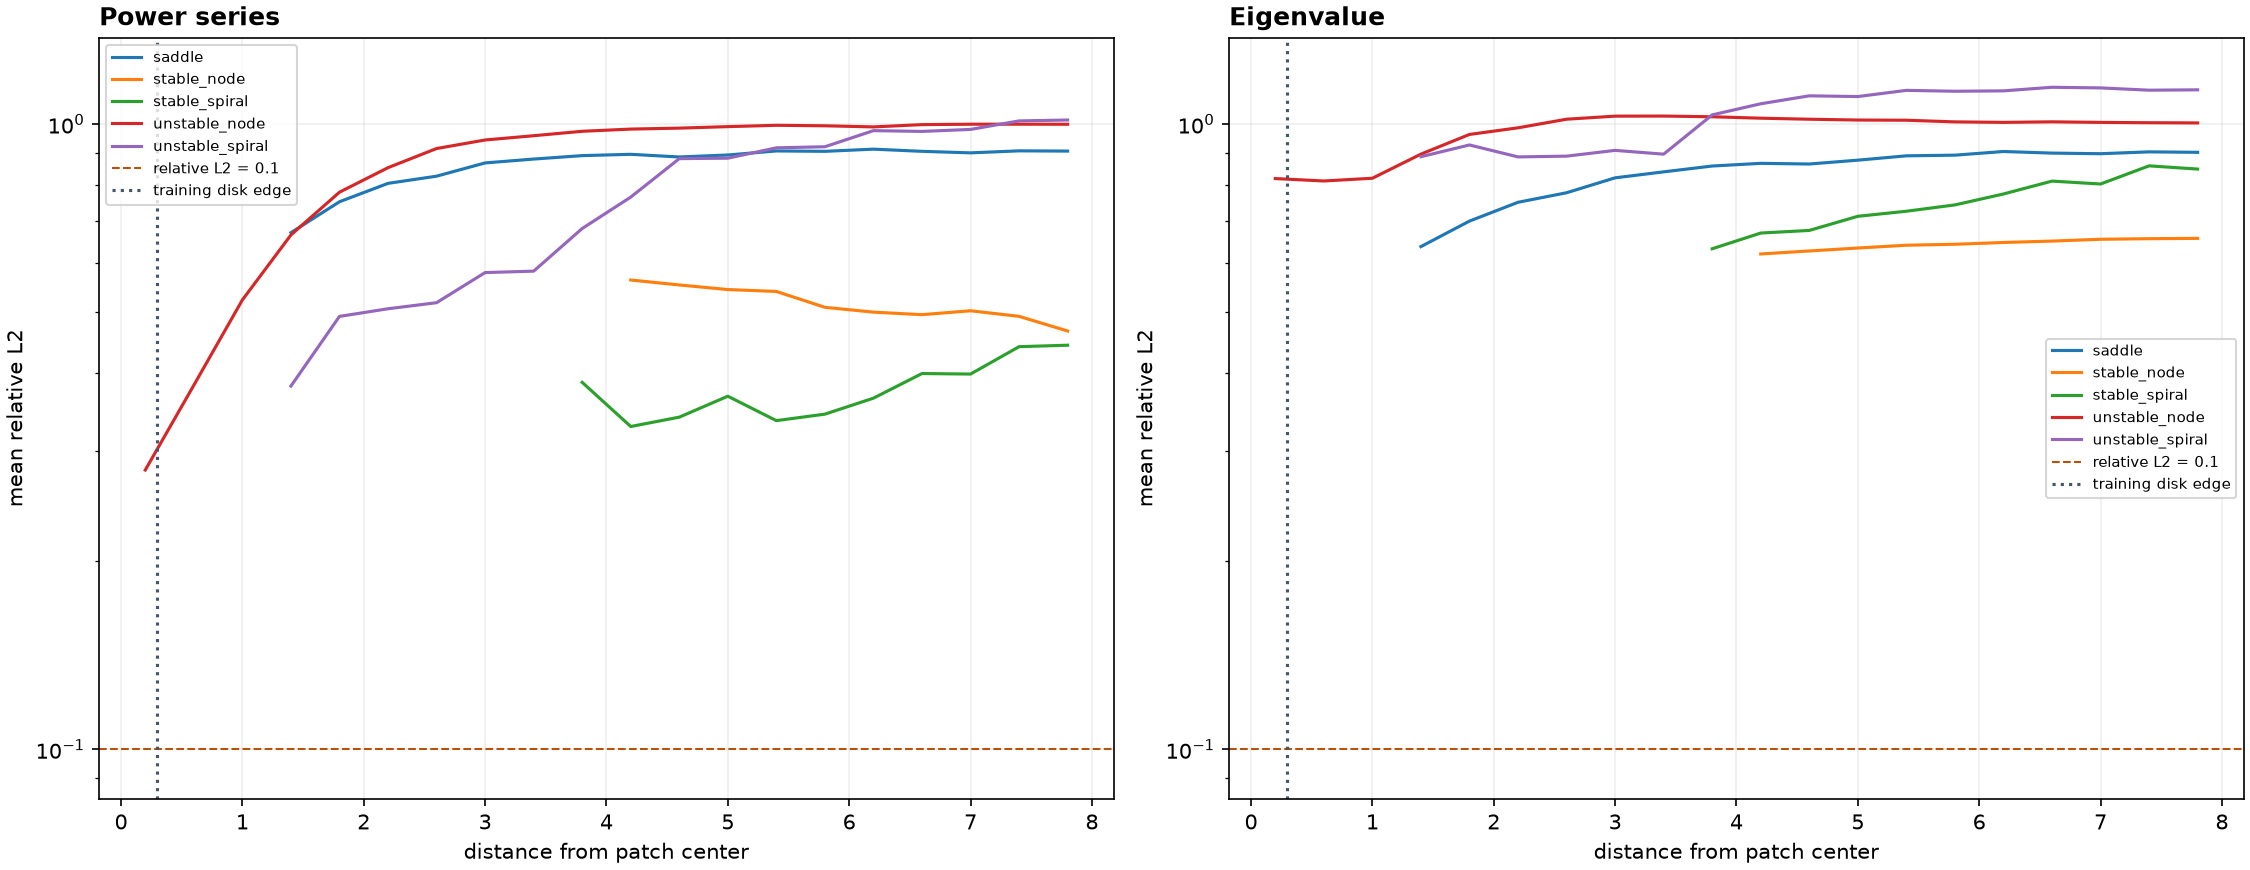 Power series
10⁰
10⁻¹
mean relative L2
saddle
stable_node
stable_spiral
unstable_node
unstable_spiral
relative L2 = 0.1
training disk edge
0 1 2 3 4 5 6 7 8
distance from patch center
Eigenvalue
10⁰
10⁻¹
mean relative L2
saddle
stable_node
stable_spiral
unstable_node
unstable_spiral
relative L2 = 0.1
training disk edge
0 1 2 3 4 5 6 7 8
distance from patch center